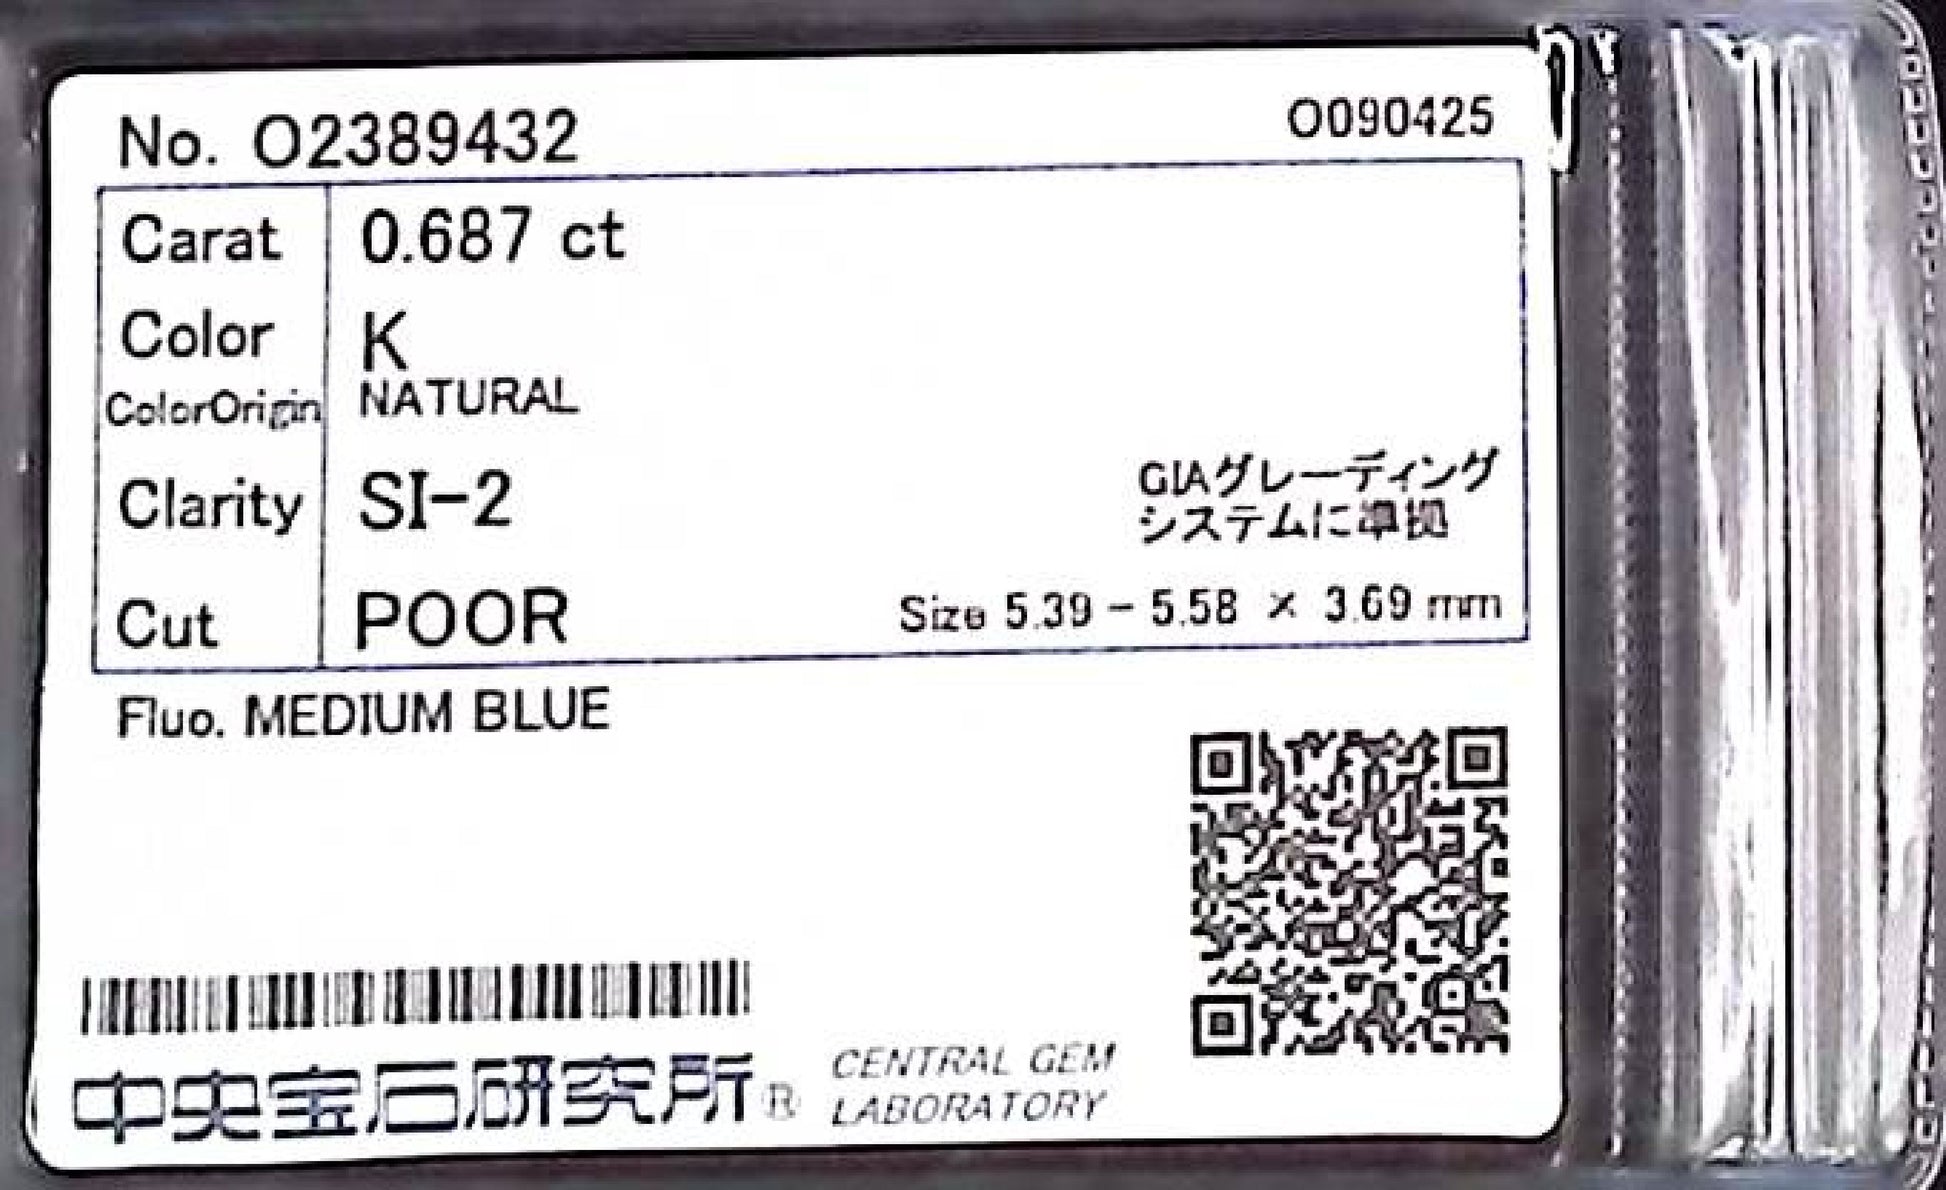 No. O2389432
O090425
Carat 0.687 ct
Color K
ColorOrigin NATURAL
Clarity SI-2
GIAグレーディング
システムに準拠
Cut POOR
Size 5.39 - 5.58 × 3.69 mm
Fluo. MEDIUM BLUE
中央宝石研究所®
CENTRAL GEM
LABORATORY